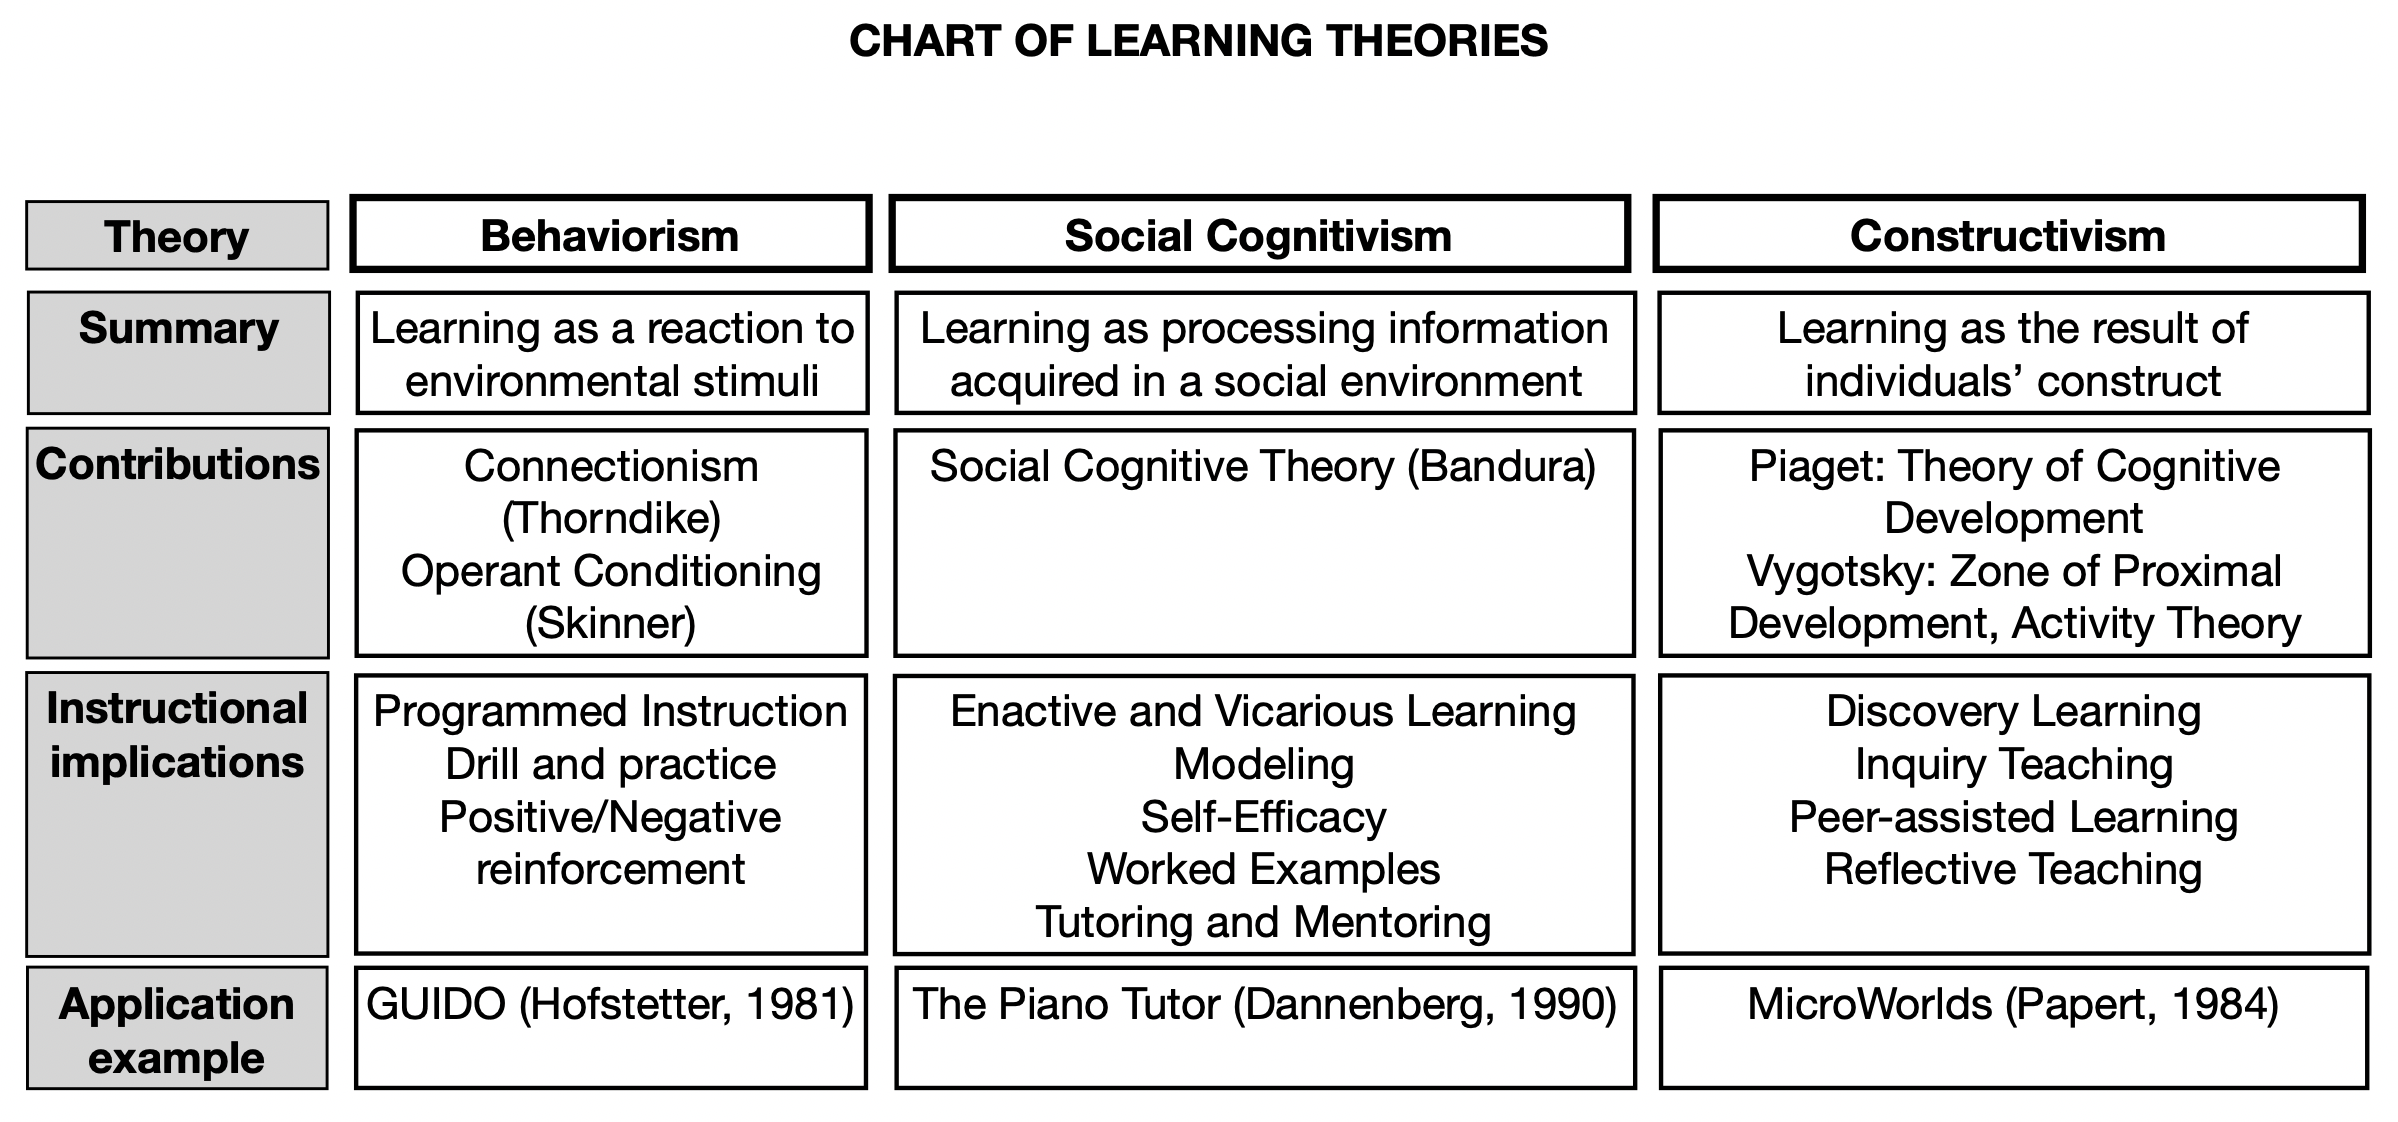 CHART OF LEARNING THEORIES
Theory
Behaviorism
Social Cognitivism
Constructivism
Summary
Learning as a reaction to
environmental stimuli
Learning as processing information
acquired in a social environment
Learning as the result of
individuals’ construct
Contributions
Connectionism
(Thorndike)
Operant Conditioning
(Skinner)
Social Cognitive Theory (Bandura)
Piaget: Theory of Cognitive
Development
Vygotsky: Zone of Proximal
Development, Activity Theory
Instructional
implications
Programmed Instruction
Drill and practice
Positive/Negative
reinforcement
Enactive and Vicarious Learning
Modeling
Self-Efficacy
Worked Examples
Tutoring and Mentoring
Discovery Learning
Inquiry Teaching
Peer-assisted Learning
Reflective Teaching
Application
example
GUIDO (Hofstetter, 1981)
The Piano Tutor (Dannenberg, 1990)
MicroWorlds (Papert, 1984)